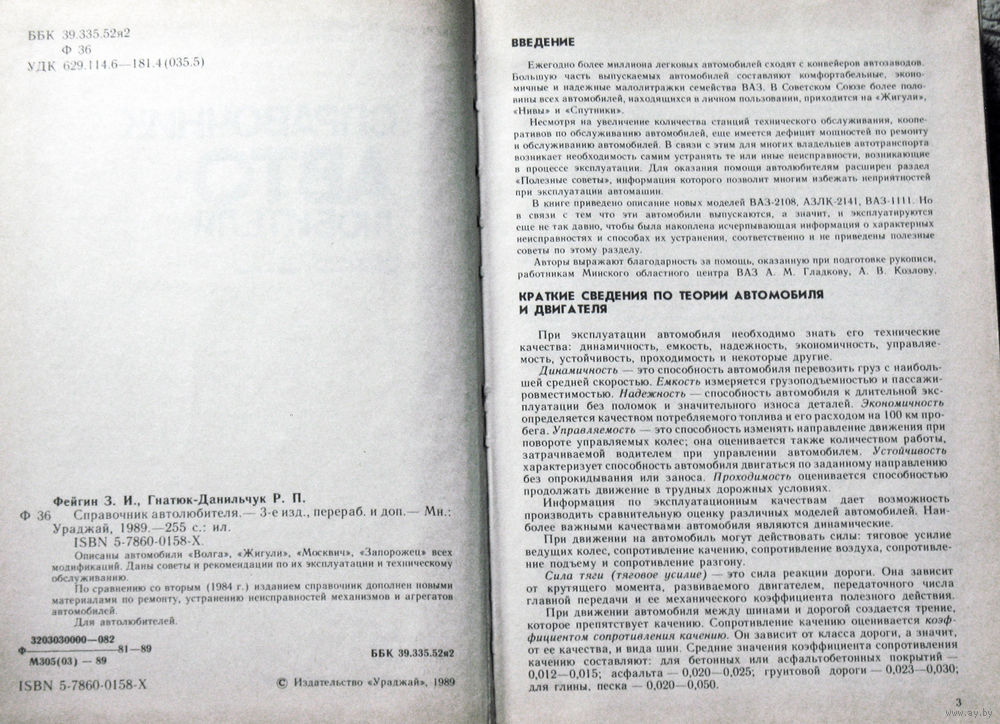 ББК 39.335.52я2
Ф 36
УДК 629.114.6—181.4(035.5)
Фейгин З. И., Гнатюк-Данильчук Р. П.
Ф 36 Справочник автолюбителя.— 3-е изд., перераб. и доп.— Мн.:
Ураджай, 1989.—255 с.: ил.
ISBN 5-7860-0158-X.
Описаны автомобили «Волга», «Жигули», «Москвич», «Запорожец» всех
модификаций. Даны советы и рекомендации по их эксплуатации и техническому
обслуживанию.
По сравнению со вторым (1984 г.) изданием справочник дополнен новыми
материалами по ремонту, устранению неисправностей механизмов и агрегатов
автомобилей.
Для автолюбителей.
3203030000—082
Ф 81—89
М305(03) — 89
ББК 39.335.52я2
ISBN 5-7860-0158-X
© Издательство «Ураджай», 1989
ВВЕДЕНИЕ
Ежегодно более миллиона легковых автомобилей сходят с конвейеров автозаводов.
Большую часть выпускаемых автомобилей составляют комфортабельные, эконо-
мичные и надежные малолитражки семейства ВАЗ. В Советском Союзе более поло-
вины всех автомобилей, находящихся в личном пользовании, приходится на «Жигули»,
«Нивы» и «Спутники».
Несмотря на увеличение количества станций технического обслуживания, коопе-
ративов по обслуживанию автомобилей, еще имеется дефицит мощностей по ремонту
и обслуживанию автомобилей. В связи с этим для многих владельцев автотранспорта
возникает необходимость самим устранять те или иные неисправности, возникающие
в процессе эксплуатации. Для оказания помощи автолюбителям расширен раздел
«Полезные советы», информация которого позволит многим избежать неприятностей
при эксплуатации автомашин.
В книге приведено описание новых моделей ВАЗ-2108, АЗЛК-2141, ВАЗ-1111. Но
в связи с тем что эти автомобили выпускаются, а значит, и эксплуатируются
еще не так давно, чтобы была накоплена исчерпывающая информация о характерных
неисправностях и способах их устранения, соответственно и не приведены полезные
советы по этому разделу.
Авторы выражают благодарность за помощь, оказанную при подготовке рукописи,
работникам Минского областного центра ВАЗ А. М. Гладкову, А. В. Козлову.
КРАТКИЕ СВЕДЕНИЯ ПО ТЕОРИИ АВТОМОБИЛЯ
И ДВИГАТЕЛЯ
При эксплуатации автомобиля необходимо знать его технические
качества: динамичность, емкость, надежность, экономичность, управляе-
мость, устойчивость, проходимость и некоторые другие.
Динамичность — это способность автомобиля перевозить груз с наиболь-
шей средней скоростью. Емкость измеряется грузоподъемностью и пассажи-
ровместимостью. Надежность — способность автомобиля к длительной экс-
плуатации без поломок и значительного износа деталей. Экономичность
определяется качеством потребляемого топлива и его расходом на 100 км про-
бега. Управляемость — это способность изменять направление движения при
повороте управляемых колес; она оценивается также количеством работы,
затрачиваемой водителем при управлении автомобилем. Устойчивость
характеризует способность автомобиля двигаться по заданному направлению
без опрокидывания или заноса. Проходимость оценивается способностью
продолжать движение в трудных дорожных условиях.
Информация по эксплуатационным качествам дает возможность
производить сравнительную оценку различных моделей автомобилей. Наи-
более важными качествами автомобиля являются динамические.
При движении на автомобиль могут действовать силы: тяговое усилие
ведущих колес, сопротивление качению, сопротивление воздуха, сопротивле-
ние подъему и сопротивление разгону.
Сила тяги (тяговое усилие) — это сила реакции дороги. Она зависит
от крутящего момента, развиваемого двигателем, передаточного числа
главной передачи и ее механического коэффициента полезного действия.
При движении автомобиля между шинами и дорогой создается трение,
которое препятствует качению. Сопротивление качению оценивается коэф-
фициентом сопротивления качению. Он зависит от класса дороги, а значит,
от ее качества, и вида шин. Средние значения коэффициента сопротивления
качению составляют: для бетонных или асфальтобетонных покрытий —
0,012—0,015; асфальта — 0,020—0,025; грунтовой дороги — 0,023—0,030;
для глины, песка — 0,020—0,050.
3
www.ay.by